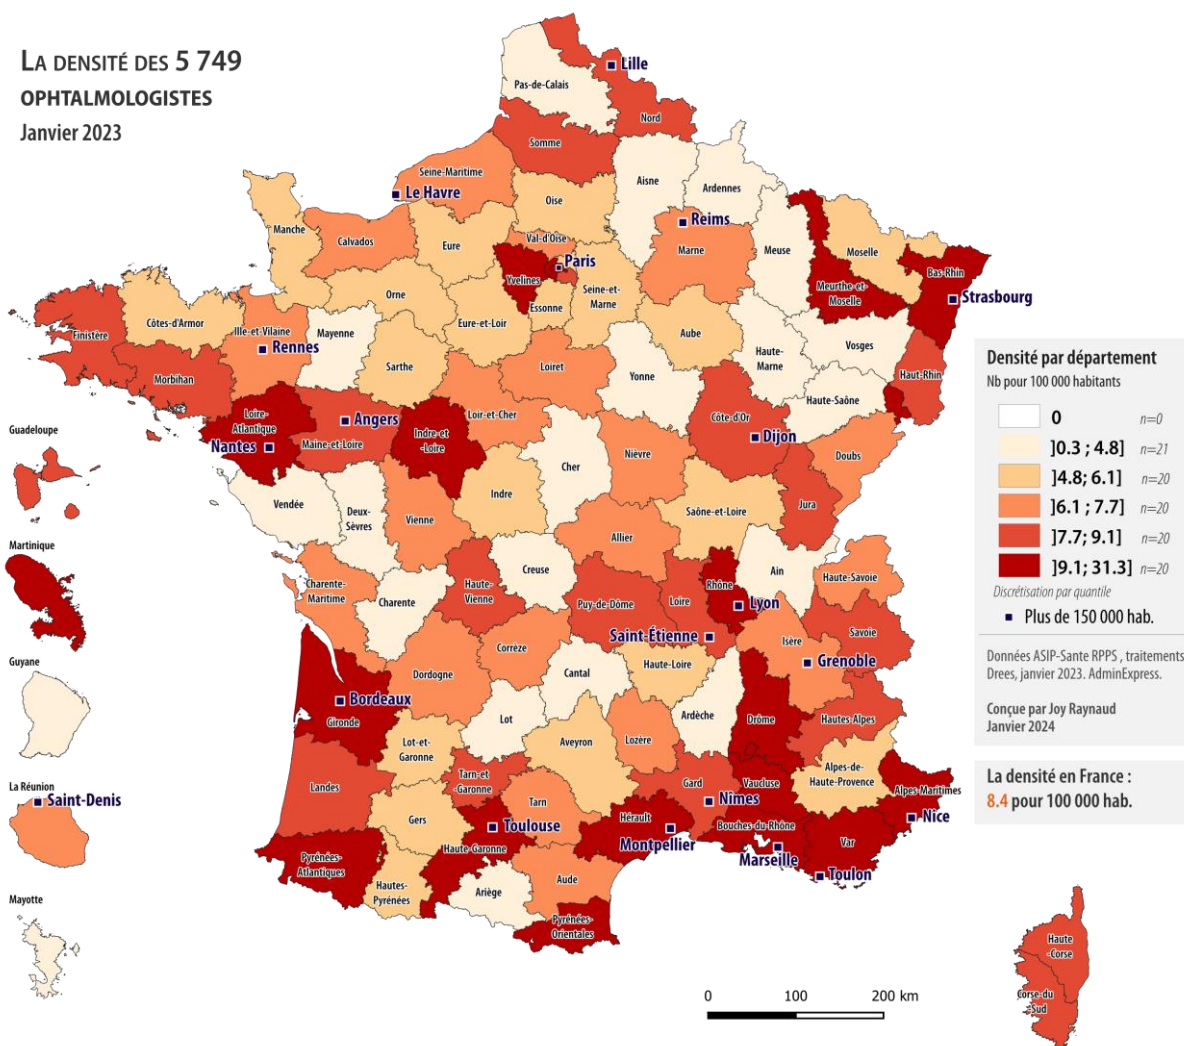 LA DENSITÉ DES 5 749
OPHTALMOLOGISTES
Janvier 2023
Lille
Pas-de-Calais
Nord
Somme
Seine-Maritime
Le Havre
Aisne
Ardennes
Oise
Reims
Manche
Calvados
Eure
Val-d'Oise
Paris
Marne
Meuse
Moselle
Bas-Rhin
Yvelines
Meurthe-et-
Moselle
Strasbourg
Orne
Seine-et-
Marne
Essonne
Côtes-d'Armor
Finistère
Ille-et-Vilaine
Mayenne
Eure-et-Loir
Aube
Rennes
Vosges
Haute-
Marne
Sarthe
Loiret
Yonne
Haut-Rhin
Morbihan
Haute-Saône
Loir-et-Cher
Côte-d'Or
Loire-
Atlantique
Angers
Indre-et
-Loire
Dijon
Nantes
Maine-et-Loire
Nièvre
Doubs
Cher
Vendée
Deux-
Sèvres
Indre
Vienne
Saône-et-Loire
Jura
Allier
Charente-
Maritime
Haute-
Vienne
Creuse
Ain
Haute-Savoie
Rhône
Charente
Puy-de-Dôme
Loire
Lyon
Saint-Étienne
Isère
Savoie
Corrèze
Grenoble
Dordogne
Cantal
Haute-Loire
Bordeaux
Gironde
Lot
Ardèche
Drôme
Hautes-Alpes
Lot-et-
Garonne
Aveyron
Lozère
Landes
Tarn-et
-Garonne
Gard
Vaucluse
Alpes-de-
Haute-Provence
Alpes-Maritimes
Tarn
Nimes
Gers
Toulouse
Hérault
Bouches-du-Rhône
Nice
Montpellier
Haute-Garonne
Marseille
Var
Pyrénées-
Atlantiques
Toulon
Hautes-
Pyrénées
Ariège
Aude
Pyrénées-
Orientales
Haute
-Corse
Corse-du
-Sud
Guadeloupe
Martinique
Guyane
La Réunion
Saint-Denis
Mayotte
Densité par département
Nb pour 100 000 habitants
0 n=0
]0.3 ; 4.8] n=21
]4.8; 6.1] n=20
]6.1 ; 7.7] n=20
]7.7; 9.1] n=20
]9.1; 31.3] n=20
Discrétisation par quantile
Plus de 150 000 hab.
Données ASIP-Sante RPPS , traitements
Drees, janvier 2023. AdminExpress.
Conçue par Joy Raynaud
Janvier 2024
La densité en France :
8.4 pour 100 000 hab.
0 100 200 km